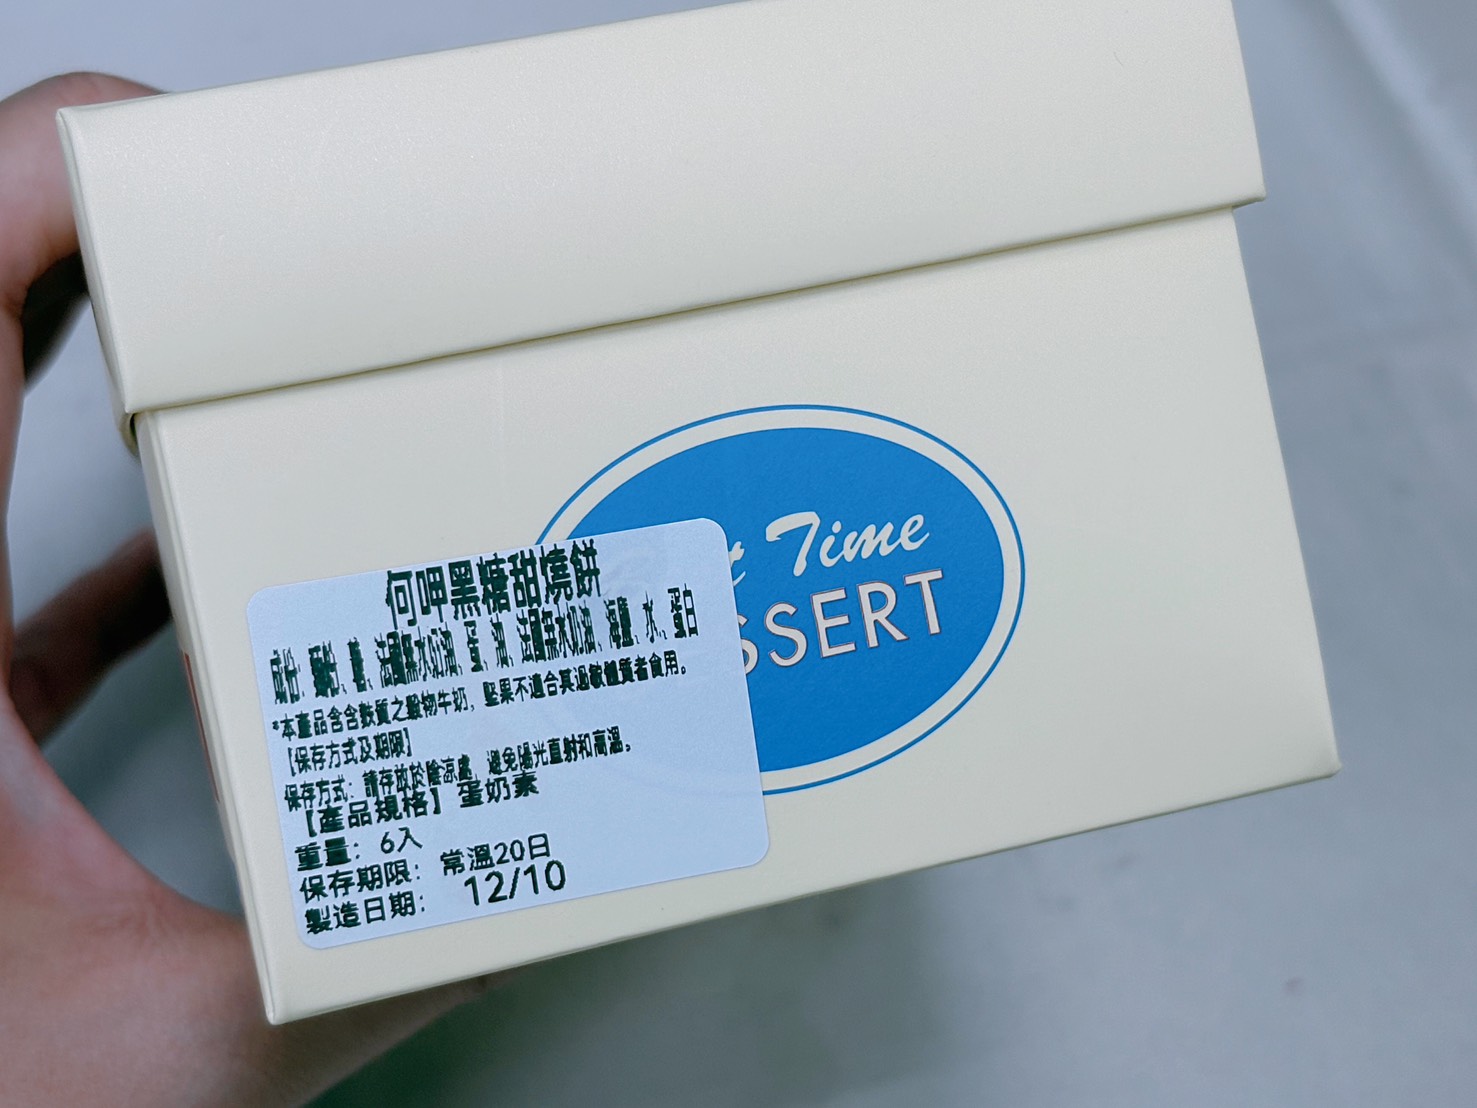 Time
SSERT
何呷黑糖甜燒餅
成份：麵粉、糖、法國無水奶油、蛋、油、法國無水奶油、海鹽、水、蛋白
*本產品含含麩質之穀物牛奶，堅果不適合其過敏體質者食用。
【保存方式及期限】
保存方式：請存放於陰涼處，避免陽光直射和高溫。
【產品規格】蛋奶素
重量：6入
保存期限：常溫20日
製造日期：12/10